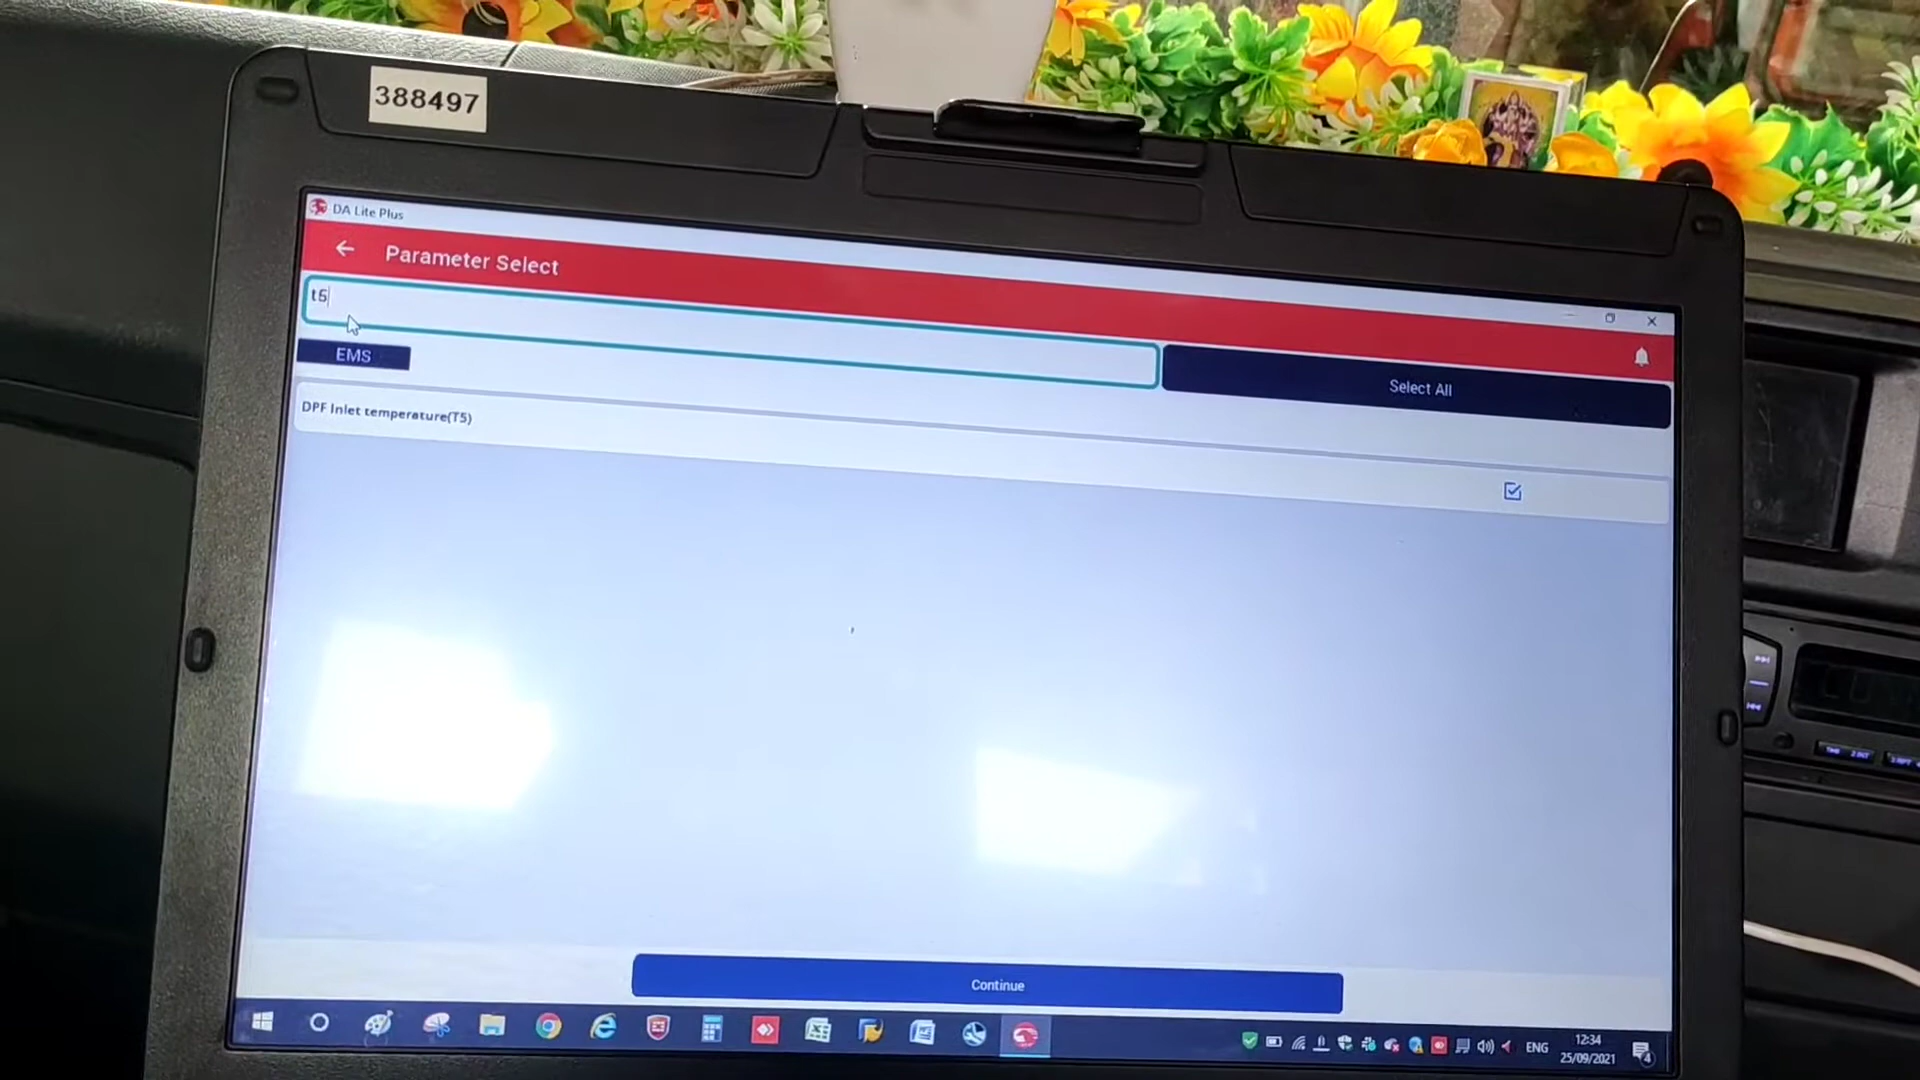 388497
DA Lite Plus
Parameter Select
t5
Select All
EMS
DPF Inlet temperature(T5)
Continue
ENG
12:34
25/09/2021
4